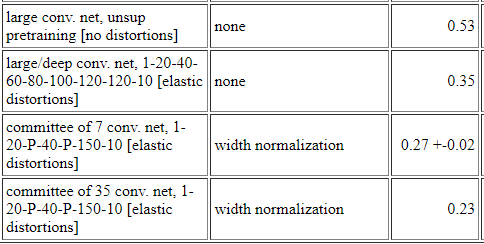 large conv. net, unsup
pretraining [no distortions]
none
0.53
large/deep conv. net, 1-20-40-
60-80-100-120-120-10 [elastic
distortions]
none
0.35
committee of 7 conv. net, 1-
20-P-40-P-150-10 [elastic
distortions]
width normalization
0.27 +-0.02
committee of 35 conv. net, 1-
20-P-40-P-150-10 [elastic
distortions]
width normalization
0.23